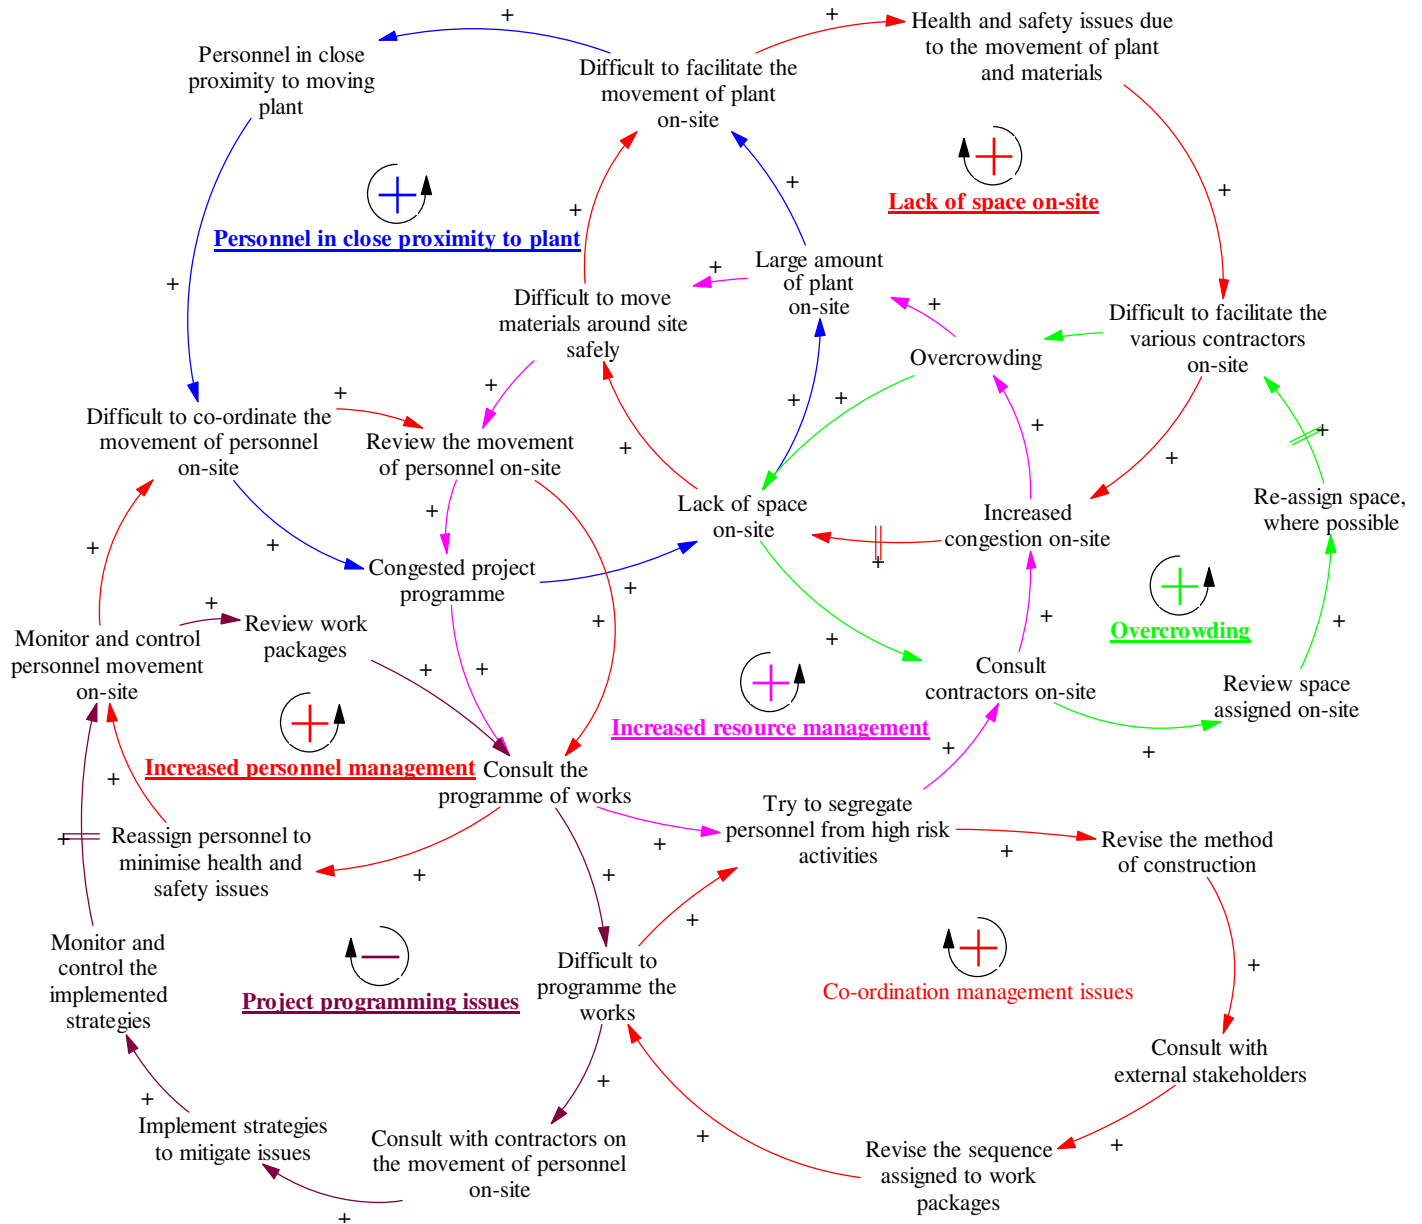 Health and safety issues due
to the movement of plant
and materials
Personnel in close
proximity to moving
plant
Difficult to facilitate the
movement of plant
on-site
Lack of space on-site
Personnel in close proximity to plant
Large amount
of plant
on-site
Difficult to move
materials around site
safely
Difficult to facilitate the
various contractors
on-site
Overcrowding
Difficult to co-ordinate the
movement of personnel
on-site
Review the movement
of personnel on-site
Lack of space
on-site
Increased
congestion on-site
Re-assign space,
where possible
Congested project
programme
Review work
packages
Monitor and control
personnel movement
on-site
Overcrowding
Consult
contractors on-site
Review space
assigned on-site
Increased resource management
Increased personnel management
Consult the
programme of works
Try to segregate
personnel from high risk
activities
Revise the method
of construction
Reassign personnel to
minimise health and
safety issues
Monitor and
control the
implemented
strategies
Project programming issues
Difficult to
programme the
works
Co-ordination management issues
Consult with
external stakeholders
Implement strategies
to mitigate issues
Consult with contractors on
the movement of personnel
on-site
Revise the sequence
assigned to work
packages